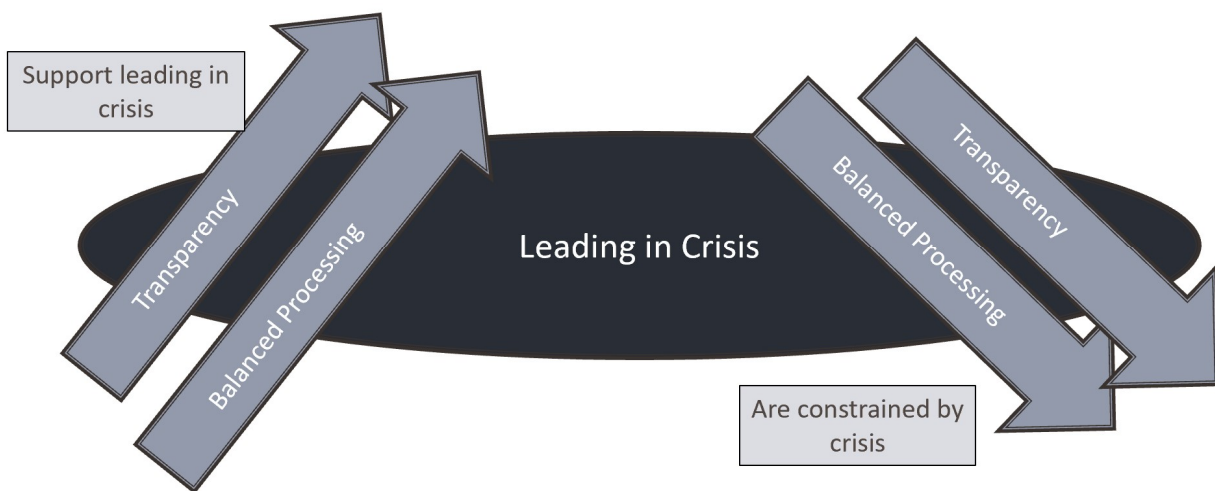 Support leading in
crisis
Transparency
Balanced Processing
Leading in Crisis
Balanced Processing
Transparency
Are constrained by
crisis